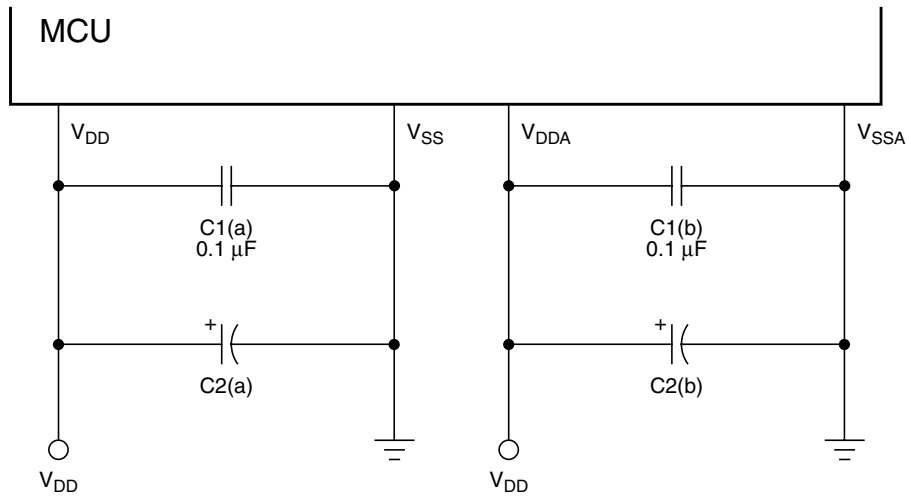 MCU
V_DD V_SS V_DDA V_SSA
C1(a)
0.1 μF
C1(b)
0.1 μF
+ +
C2(a) C2(b)
V_DD V_DD